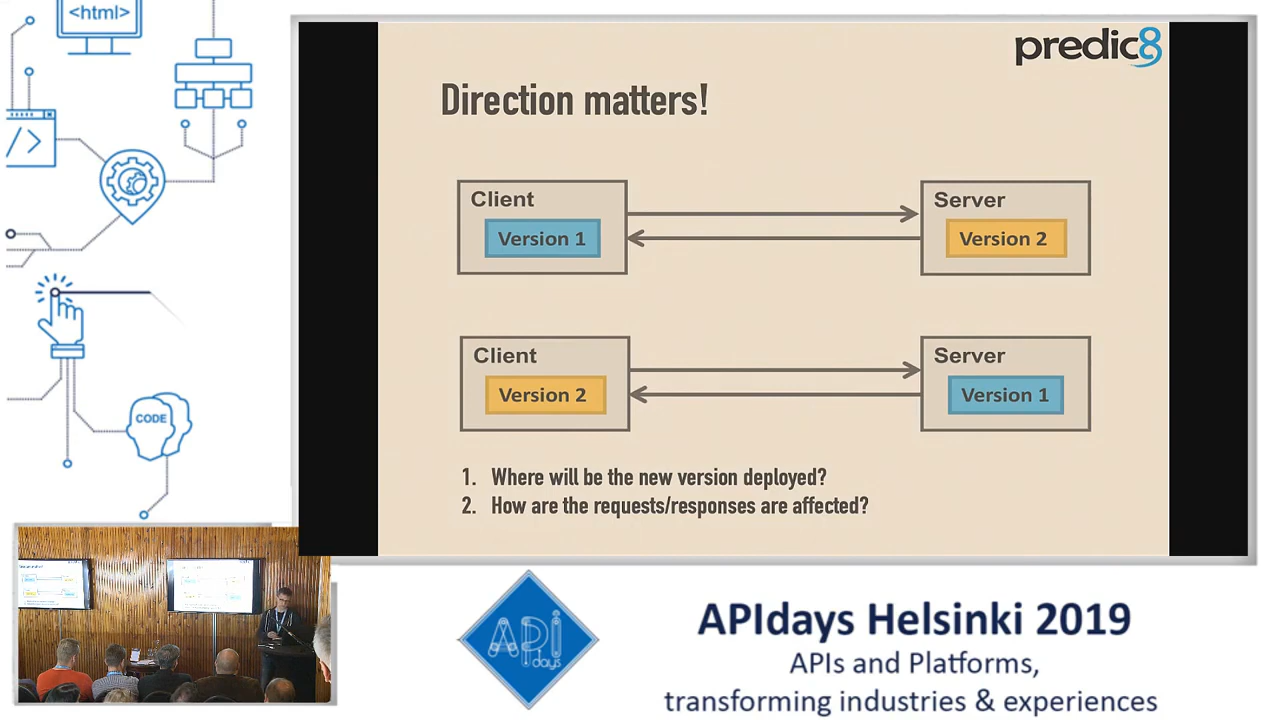 <html>
predic8
Direction matters!
Client
Server
Version 1
Version 2
Client
Server
Version 2
Version 1
1. Where will be the new version deployed?
2. How are the requests/responses are affected?
</>
CODE
API
days
APIdays Helsinki 2019
APIs and Platforms,
transforming industries & experiences